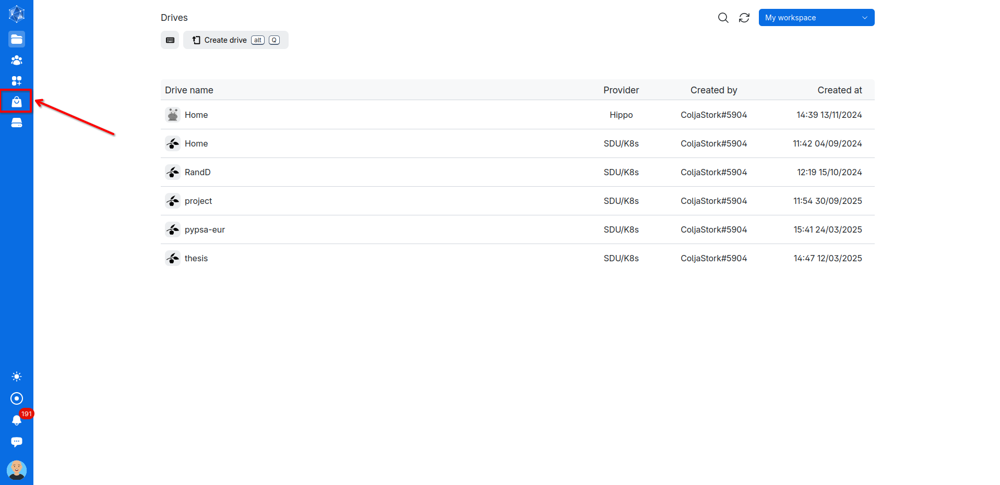 Drives
My workspace
Create drive alt Q
Drive name Provider Created by Created at
Home Hippo ColjaStork#5904 14:39 13/11/2024
Home SDU/K8s ColjaStork#5904 11:42 04/09/2024
RandD SDU/K8s ColjaStork#5904 12:19 15/10/2024
project SDU/K8s ColjaStork#5904 11:54 30/09/2025
pypsa-eur SDU/K8s ColjaStork#5904 15:41 24/03/2025
thesis SDU/K8s ColjaStork#5904 14:47 12/03/2025
191